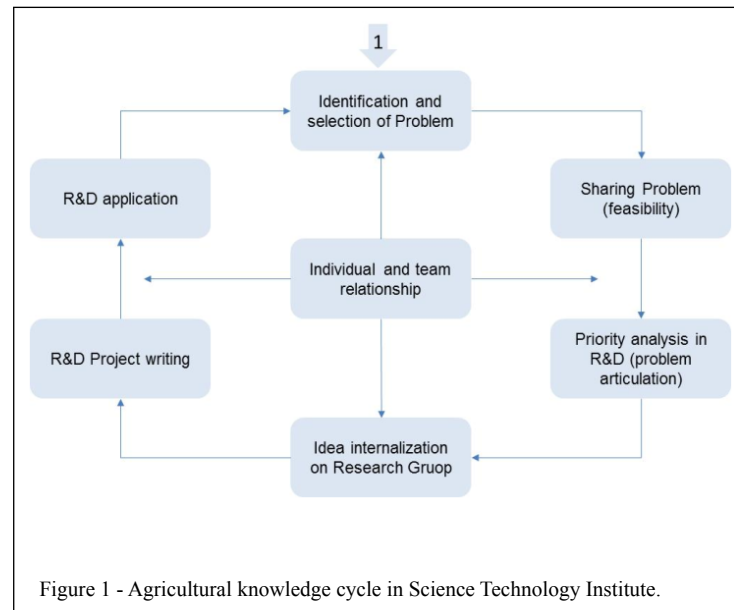 1
Identification and
selection of Problem
R&D application
Sharing Problem
(feasibility)
Individual and team
relationship
R&D Project writing
Priority analysis in
R&D (problem
articulation)
Idea internalization
on Research Gruop
Figure 1 - Agricultural knowledge cycle in Science Technology Institute.